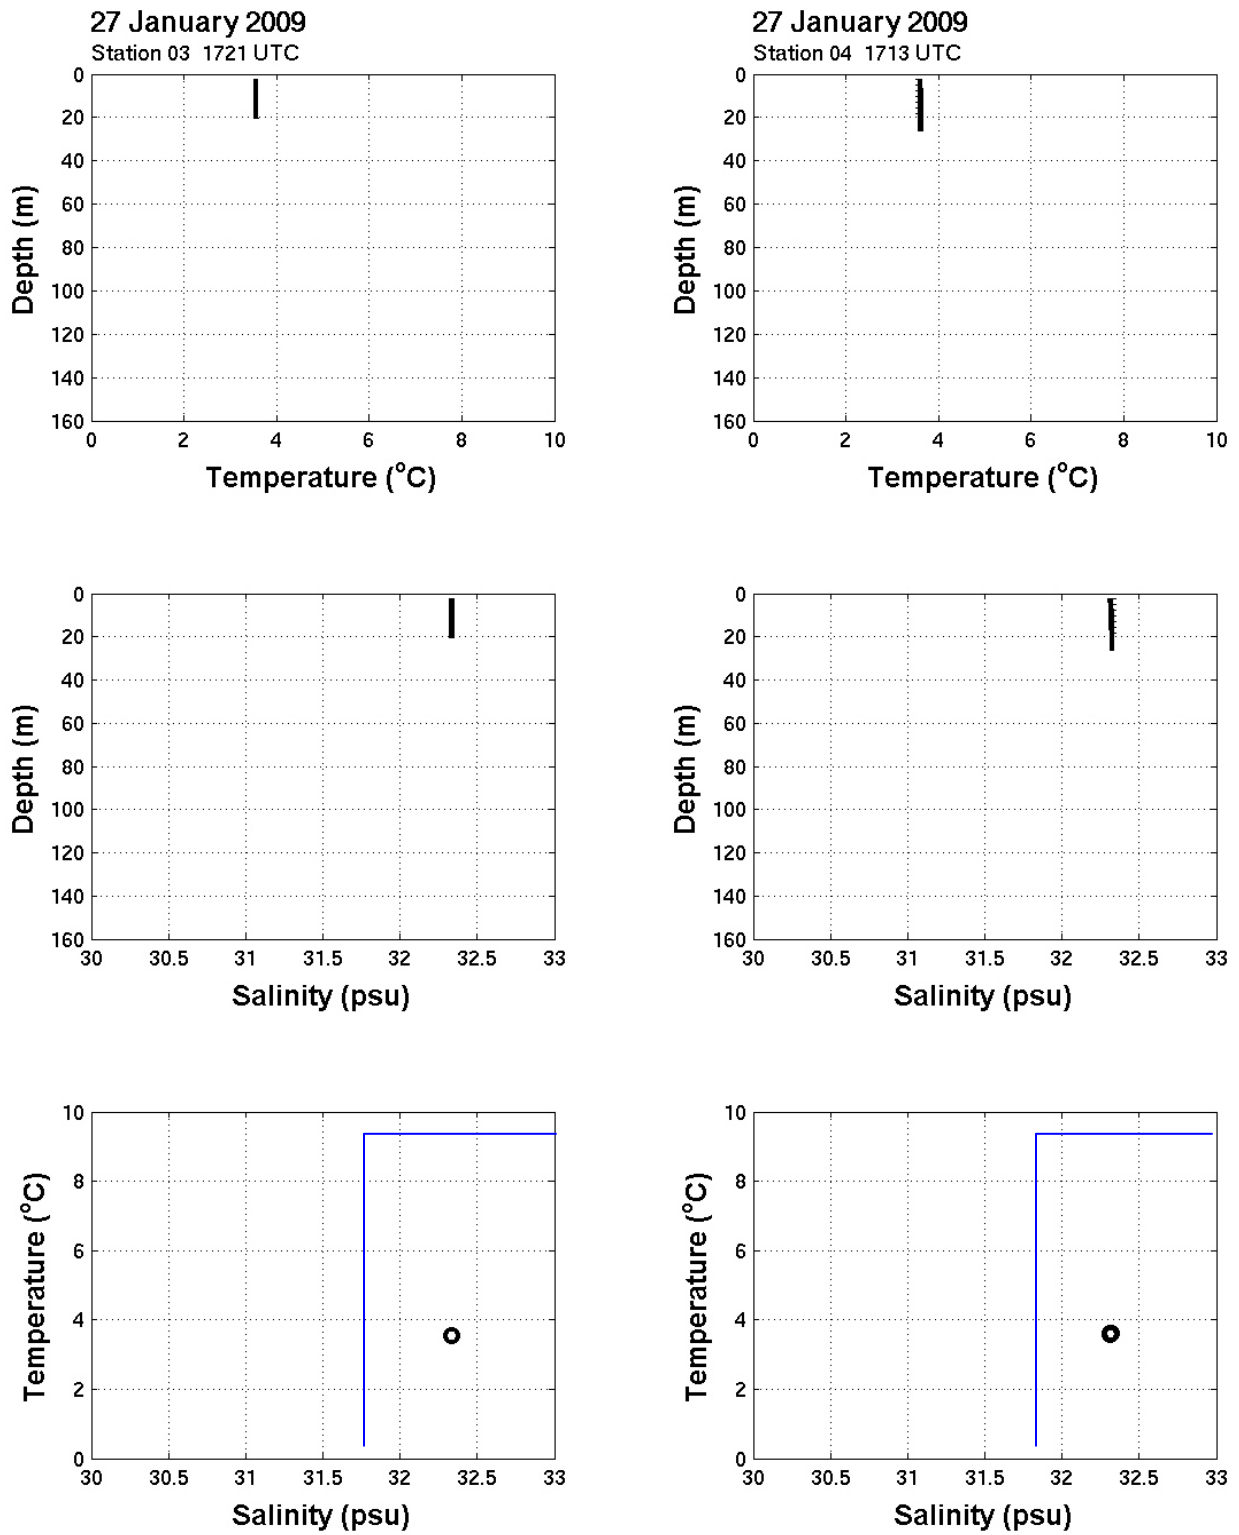 27 January 2009
Station 03  1721 UTC
0
20
40
60
80
100
120
140
160
0 2 4 6 8 10
Depth (m)
Temperature (°C)
27 January 2009
Station 04  1713 UTC
0
20
40
60
80
100
120
140
160
0 2 4 6 8 10
Depth (m)
Temperature (°C)
0
20
40
60
80
100
120
140
160
30 30.5 31 31.5 32 32.5 33
Depth (m)
Salinity (psu)
0
20
40
60
80
100
120
140
160
30 30.5 31 31.5 32 32.5 33
Depth (m)
Salinity (psu)
10
8
6
4
2
0
30 30.5 31 31.5 32 32.5 33
Temperature (°C)
Salinity (psu)
10
8
6
4
2
0
30 30.5 31 31.5 32 32.5 33
Temperature (°C)
Salinity (psu)